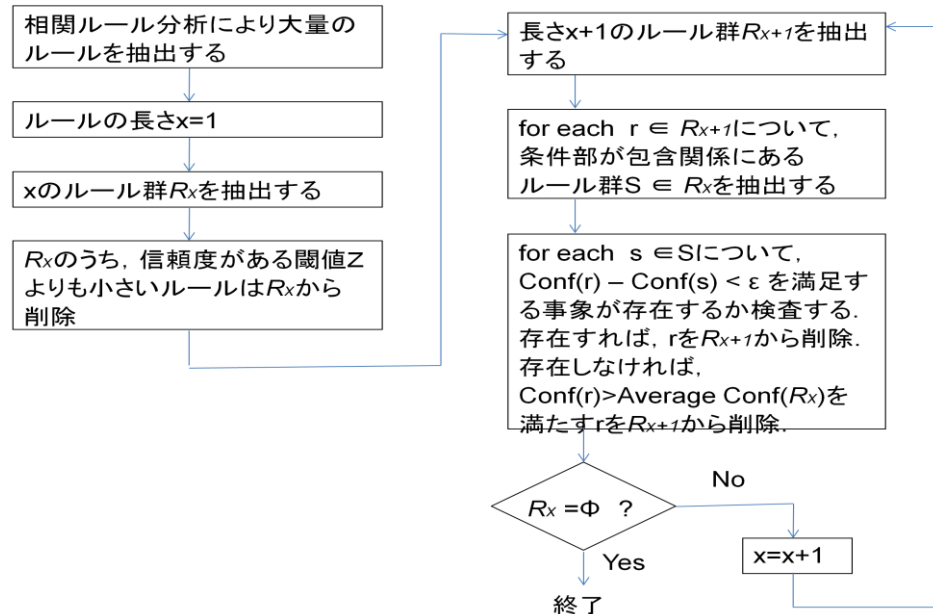 相関ルール分析により大量の
ルールを抽出する
ルールの長さx=1
xのルール群Rxを抽出する
Rxのうち，信頼度がある閾値Z
よりも小さいルールはRxから
削除
長さx+1のルール群Rx+1を抽出
する
for each r ∈ Rx+1について，
条件部が包含関係にある
ルール群S ∈ Rxを抽出する
for each s ∈Sについて，
Conf(r) – Conf(s) < ε を満足す
る事象が存在するか検査する．
存在すれば，rをRx+1から削除．
存在しなければ，
Conf(r)>Average Conf(Rx)を
満たすrをRx+1から削除．
Rx =Φ ？
No
Yes
x=x+1
終了